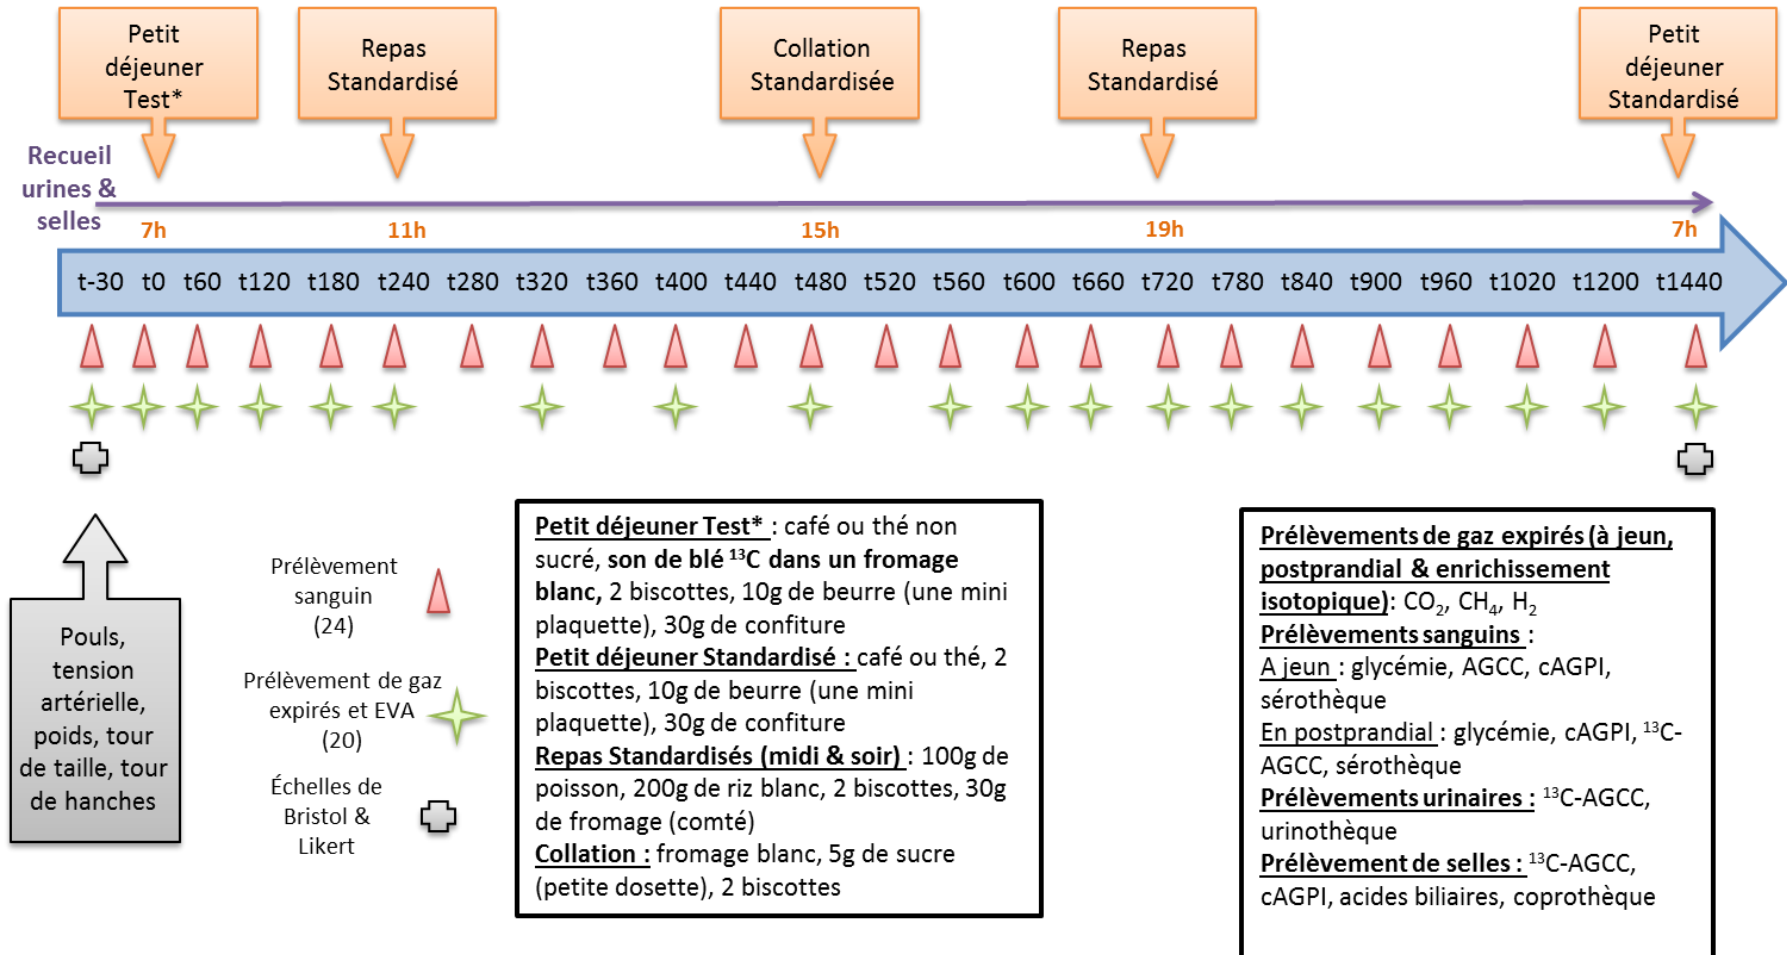 Petit
déjeuner
Test*
Repas
Standardisé
Collation
Standardisée
Repas
Standardisé
Petit
déjeuner
Standardisé
Recueil
urines &
selles
7h
11h
15h
19h
7h
t-30 t0 t60 t120 t180 t240 t280 t320 t360 t400 t440 t480 t520 t560 t600 t660 t720 t780 t840 t900 t960 t1020 t1200 t1440
Pouls,
tension
artérielle,
poids, tour
de taille, tour
de hanches
Prélèvement
sanguin
(24)
Prélèvement de gaz
expirés et EVA
(20)
Échelles de
Bristol &
Likert
Petit déjeuner Test* : café ou thé non
sucré, son de blé ¹³C dans un fromage
blanc, 2 biscottes, 10g de beurre (une mini
plaquette), 30g de confiture
Petit déjeuner Standardisé : café ou thé, 2
biscottes, 10g de beurre (une mini
plaquette), 30g de confiture
Repas Standardisés (midi & soir) : 100g de
poisson, 200g de riz blanc, 2 biscottes, 30g
de fromage (comté)
Collation : fromage blanc, 5g de sucre
(petite dosette), 2 biscottes
Prélèvements de gaz expirés (à jeun,
postprandial & enrichissement
isotopique): CO₂, CH₄, H₂
Prélèvements sanguins :
A jeun : glycémie, AGCC, cAGPI,
sérothèque
En postprandial : glycémie, cAGPI, ¹³C-
AGCC, sérothèque
Prélèvements urinaires : ¹³C-AGCC,
urinothèque
Prélèvement de selles : ¹³C-AGCC,
cAGPI, acides biliaires, coprothèque